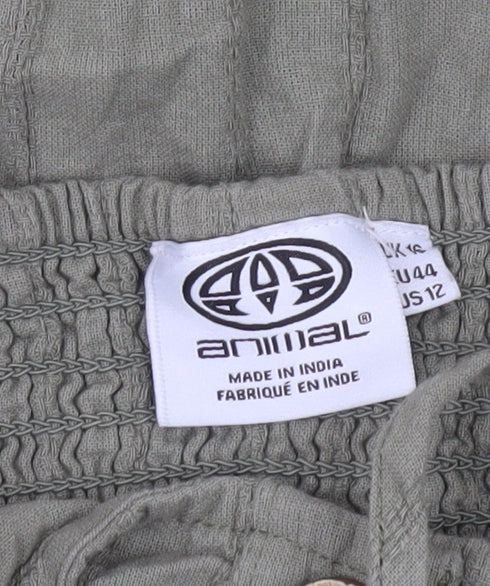 animal®
MADE IN INDIA
FABRIQUÉ EN INDE
UK 16
EU 44
US 12